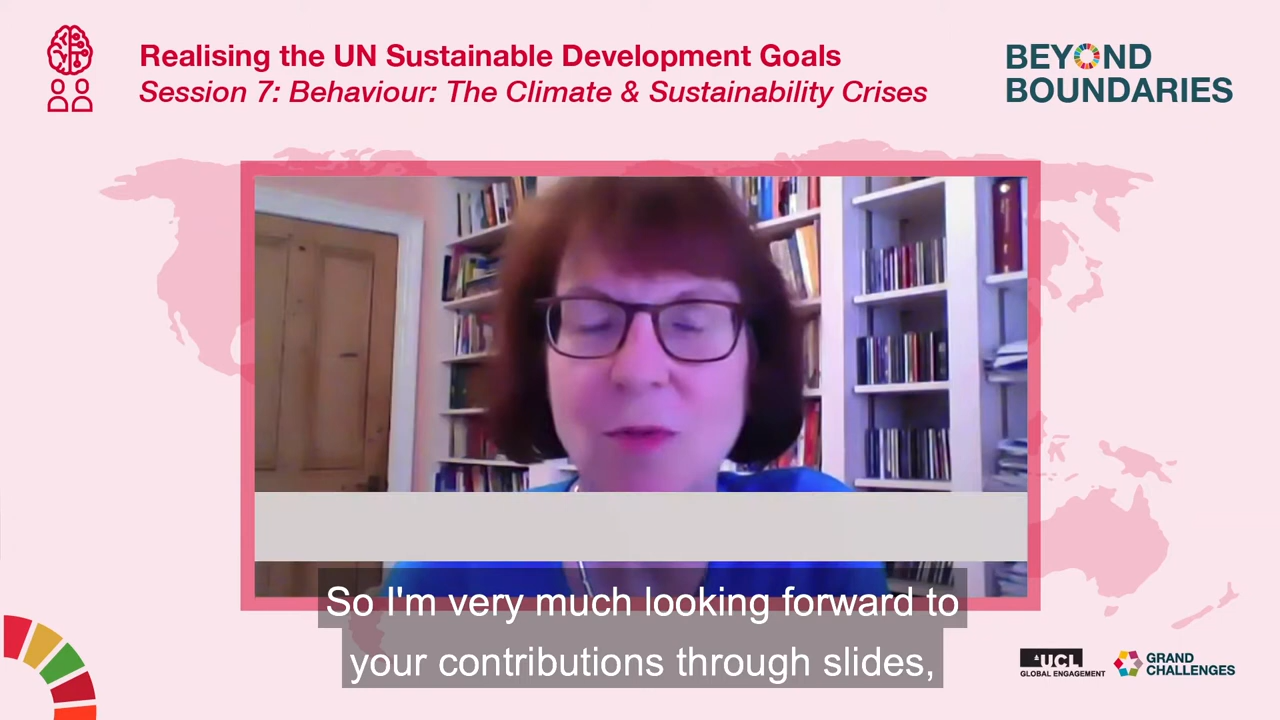 Realising the UN Sustainable Development Goals
Session 7: Behaviour: The Climate & Sustainability Crises
BEYOND
BOUNDARIES
So I'm very much looking forward to
your contributions through slides,
UCL
GLOBAL ENGAGEMENT
GRAND
CHALLENGES